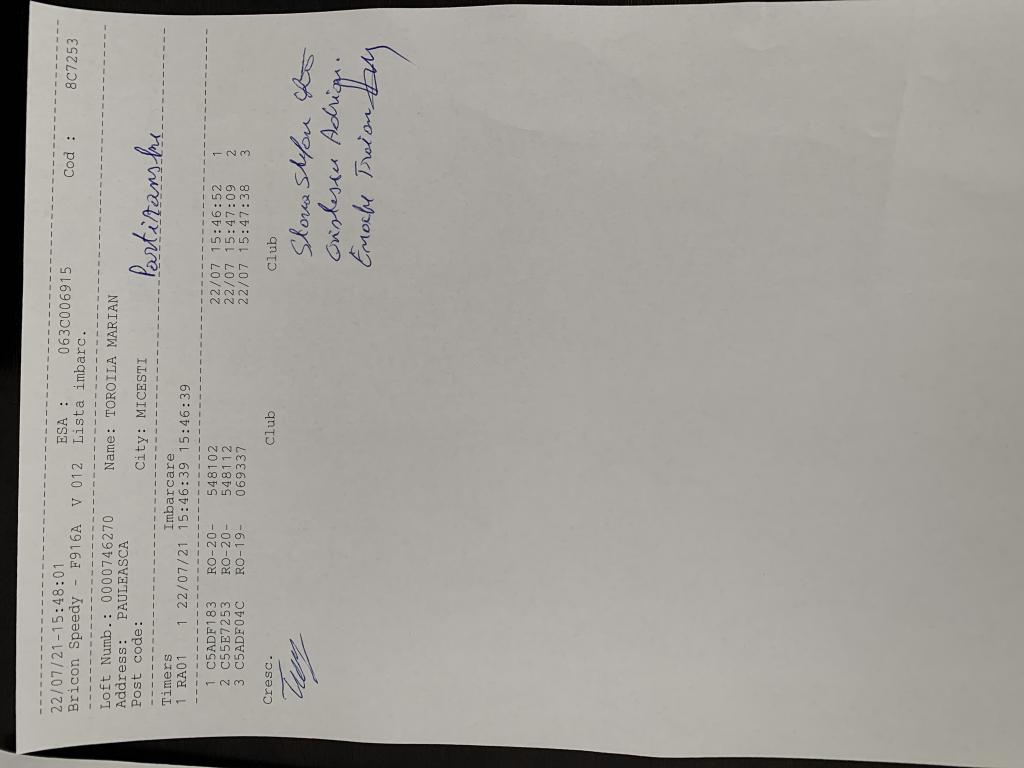 22/07/21-15:48:01 ESA : 063C006915 Cod : 8C7253
Bricon Speedy - F916A V 012 Lista imbarc.
Loft Numb.: 0000746270 Name: TOROILA MARIAN
Address: PAULEASCA
Post code: City: MICESTI
Timers Imbarcare
1 RA01 1 22/07/21 15:46:39 15:46:39
1 C5ADF183 RO-20- 548102 22/07 15:46:52 1
2 C55E7253 RO-20- 548112 22/07 15:47:09 2
3 C5ADF04C RO-19- 069337 22/07 15:47:38 3
Cresc. Club Club
Adrian.
Traian